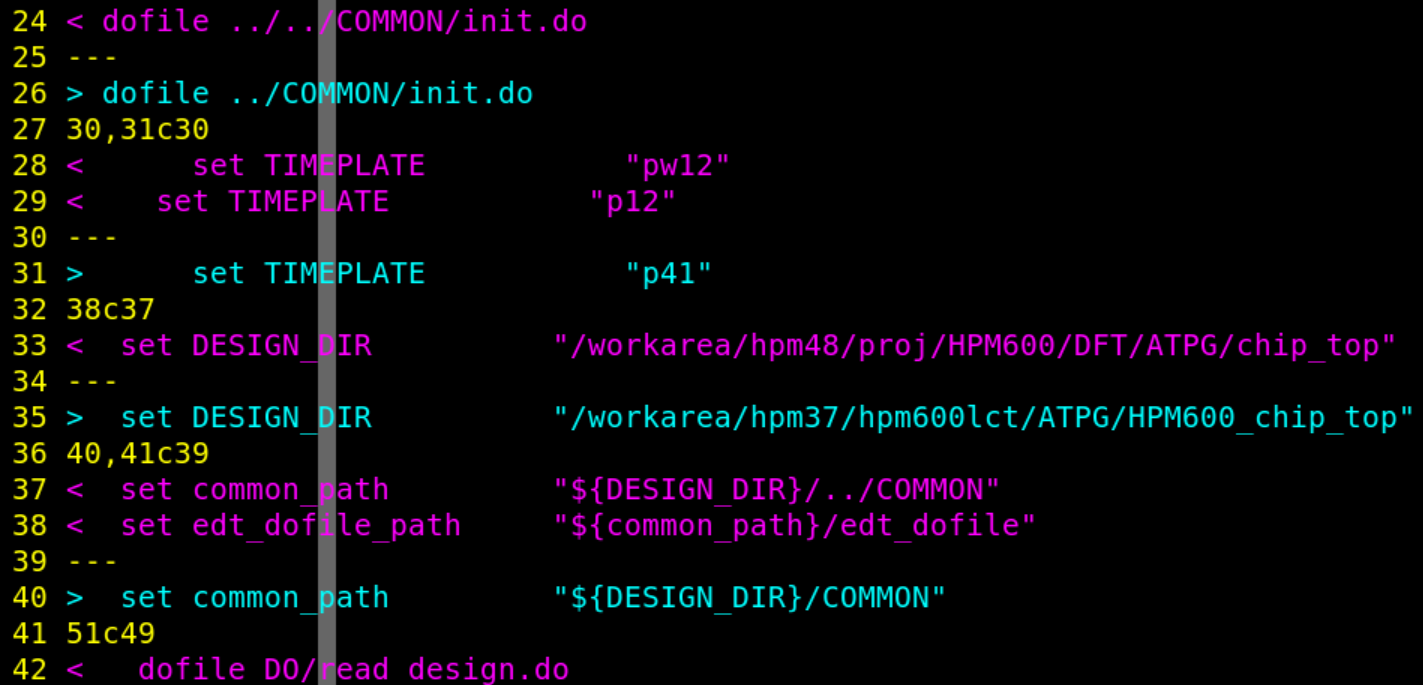 24 < dofile ../../COMMON/init.do
25 ---
26 > dofile ../COMMON/init.do
27 30,31c30
28 <      set TIMEPLATE           "pw12"
29 <    set TIMEPLATE           "p12"
30 ---
31 >      set TIMEPLATE           "p41"
32 38c37
33 <  set DESIGN_DIR          "/workarea/hpm48/proj/HPM600/DFT/ATPG/chip_top"
34 ---
35 >  set DESIGN_DIR          "/workarea/hpm37/hpm600lct/ATPG/HPM600_chip_top"
36 40,41c39
37 <  set common_path         "${DESIGN_DIR}/../COMMON"
38 <  set edt_dofile_path     "${common_path}/edt_dofile"
39 ---
40 >  set common_path         "${DESIGN_DIR}/COMMON"
41 51c49
42 <   dofile DO/read_design.do